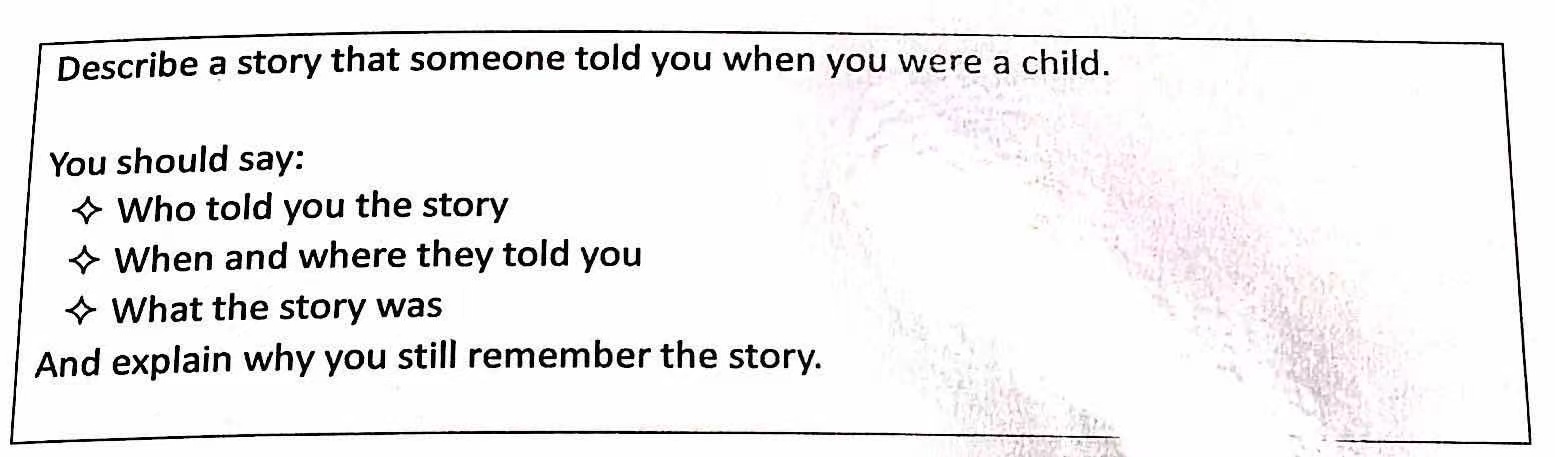 Describe a story that someone told you when you were a child.
You should say:
✧ Who told you the story
✧ When and where they told you
✧ What the story was
And explain why you still remember the story.